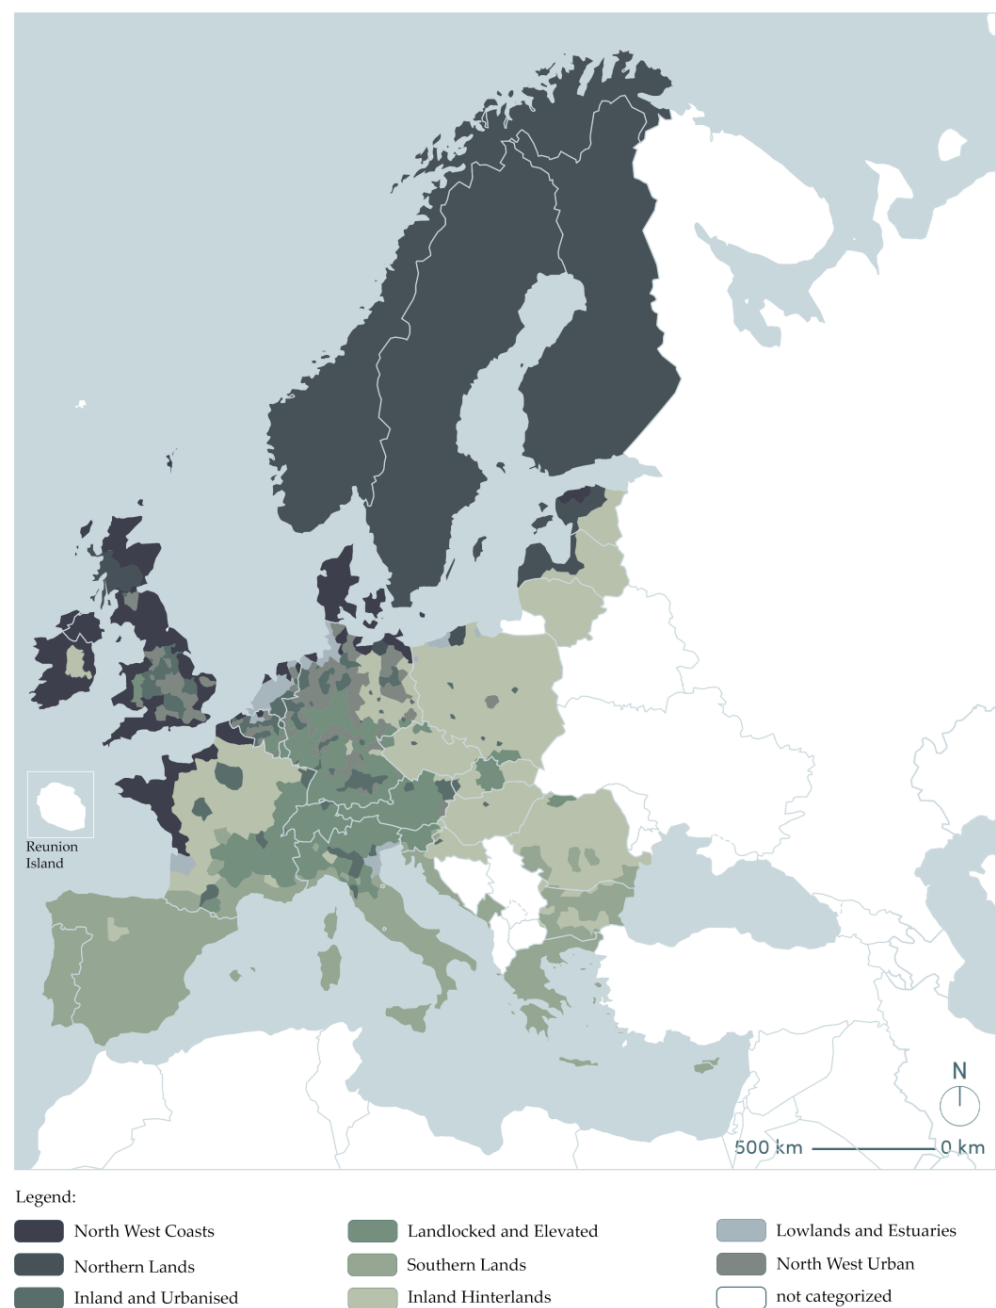 Reunion
Island
N
500 km 0 km
Legend:
North West Coasts
Landlocked and Elevated
Lowlands and Estuaries
Northern Lands
Southern Lands
North West Urban
Inland and Urbanised
Inland Hinterlands
not categorized